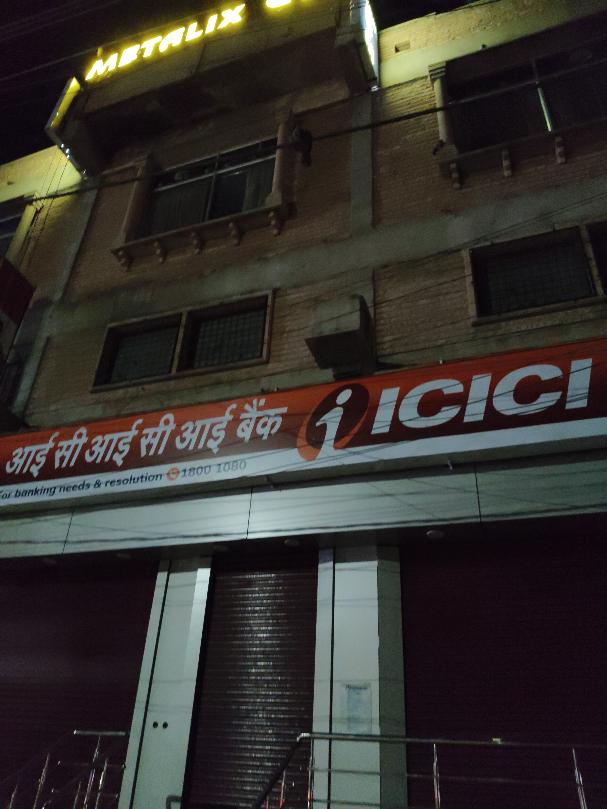 METALIX
आई सी आई सी आई बैंक
ICICI
For banking needs & resolution 1800 1080